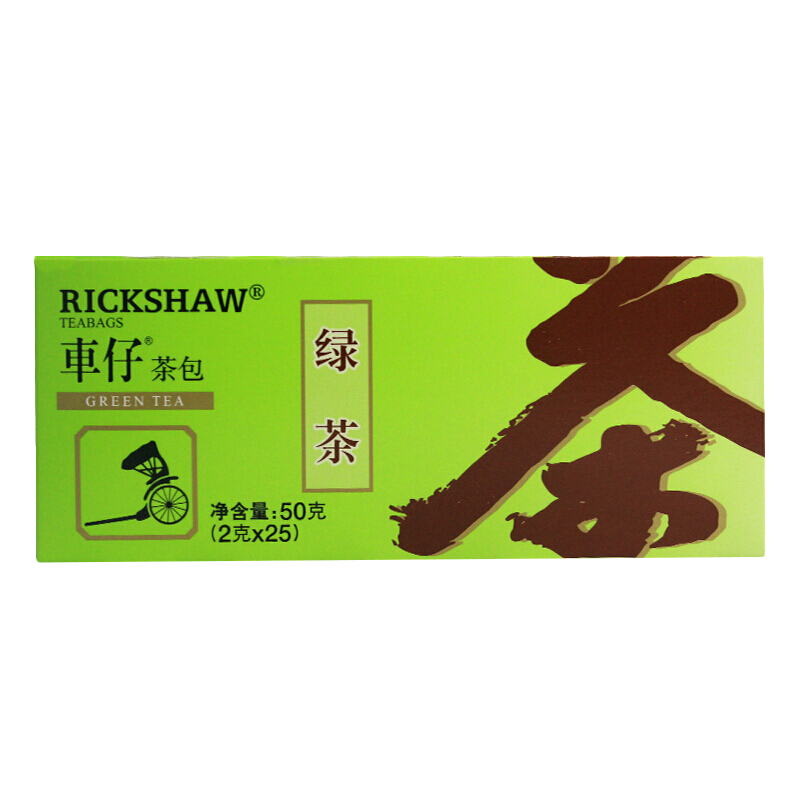 RICKSHAW®
TEABAGS
車仔® 茶包
GREEN TEA
绿茶
净含量:50克
(2克x25)
茶